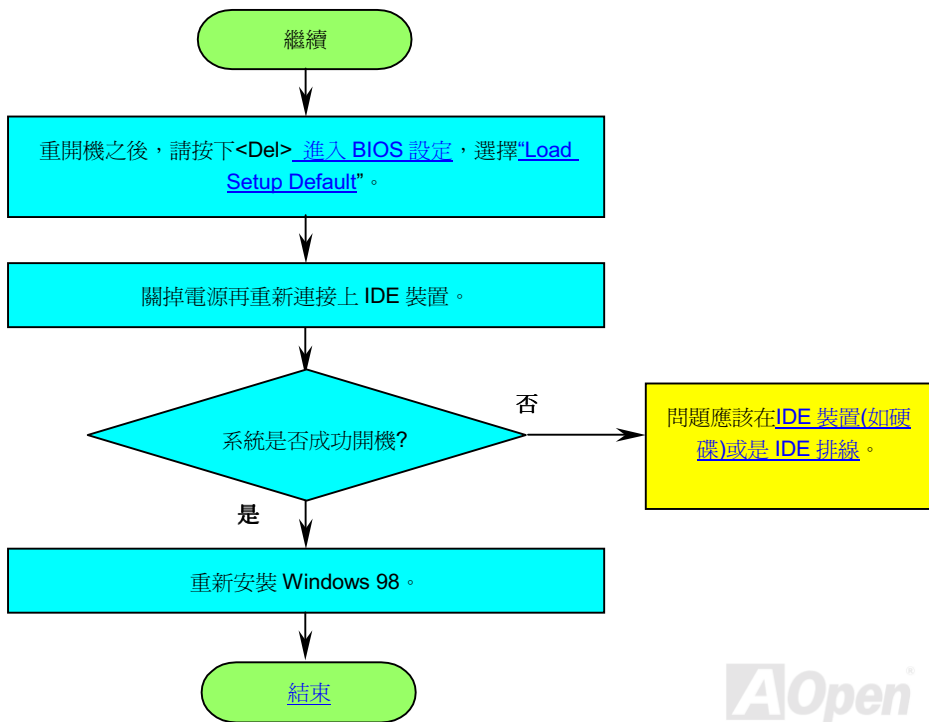 繼續
重開機之後，請按下<Del> 進入 BIOS 設定，選擇“Load
Setup Default”。
關掉電源再重新連接上 IDE 裝置。
系統是否成功開機?
否
問題應該在IDE 裝置(如硬
碟)或是 IDE 排線。
是
重新安裝 Windows 98。
結束
AOpen®